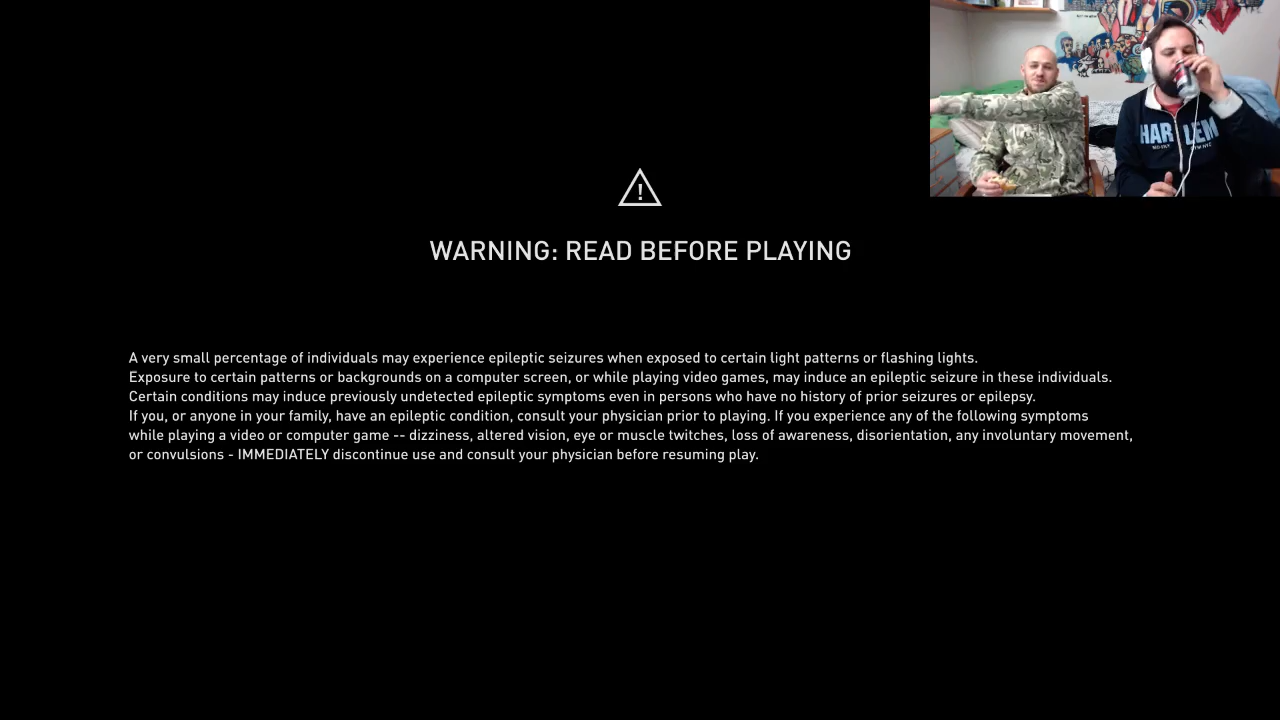 WARNING: READ BEFORE PLAYING
A very small percentage of individuals may experience epileptic seizures when exposed to certain light patterns or flashing lights.
Exposure to certain patterns or backgrounds on a computer screen, or while playing video games, may induce an epileptic seizure in these individuals.
Certain conditions may induce previously undetected epileptic symptoms even in persons who have no history of prior seizures or epilepsy.
If you, or anyone in your family, have an epileptic condition, consult your physician prior to playing. If you experience any of the following symptoms
while playing a video or computer game -- dizziness, altered vision, eye or muscle twitches, loss of awareness, disorientation, any involuntary movement,
or convulsions - IMMEDIATELY discontinue use and consult your physician before resuming play.
HARLEM